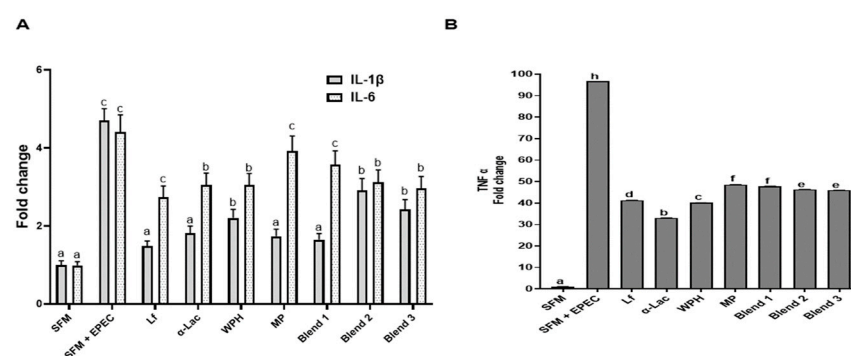 A
B
Fold change
6
4
2
0
IL-1β
IL-6
a
a
c
c
a
c
a
b
b
b
a
c
a
c
b
b
b
b
SFM
SFM + EPEC
Lf
α-Lac
WPH
MP
Blend 1
Blend 2
Blend 3
TNF α
Fold change
100
90
80
70
60
50
40
30
20
10
0
a
h
d
b
c
f
f
e
e
SFM
SFM + EPEC
Lf
α-Lac
WPH
MP
Blend 1
Blend 2
Blend 3